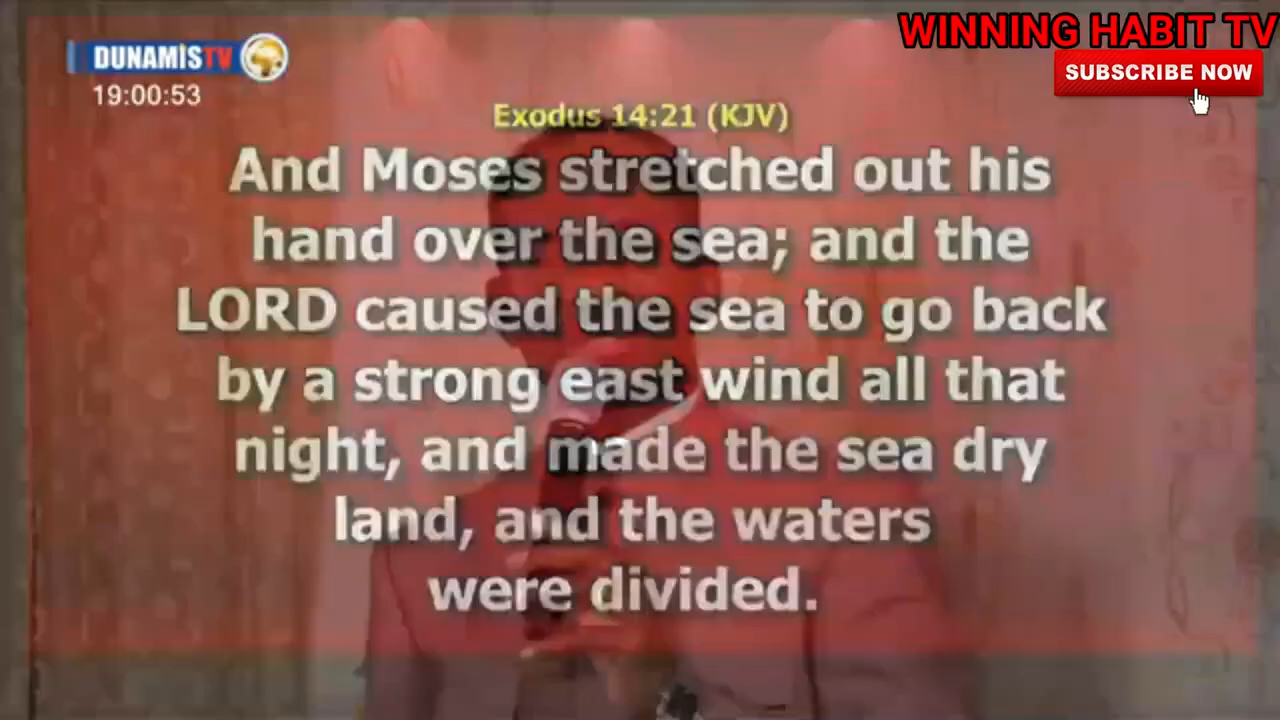 DUNAMIS TV
19:00:53
WINNING HABIT TV
SUBSCRIBE NOW
Exodus 14:21 (KJV)
And Moses stretched out his
hand over the sea; and the
LORD caused the sea to go back
by a strong east wind all that
night, and made the sea dry
land, and the waters
were divided.